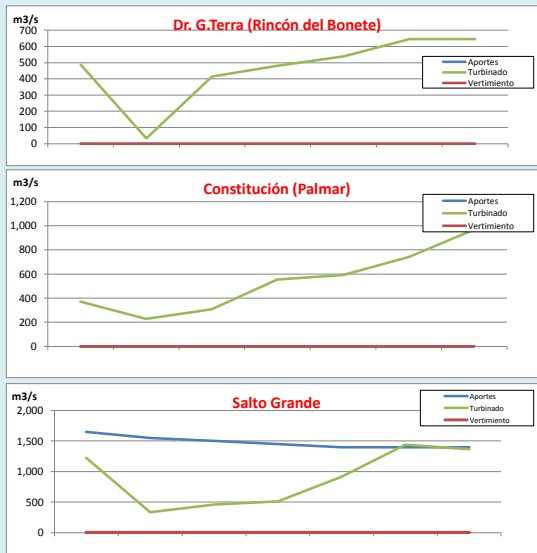 m3/s
Dr. G.Terra (Rincón del Bonete)
700
600
500
400
300
200
100
0
Aportes
Turbinado
Vertimiento
m3/s
Constitución (Palmar)
1,200
1,000
800
600
400
200
0
Aportes
Turbinado
Vertimiento
m3/s
Salto Grande
2,000
1,500
1,000
500
0
Aportes
Turbinado
Vertimiento